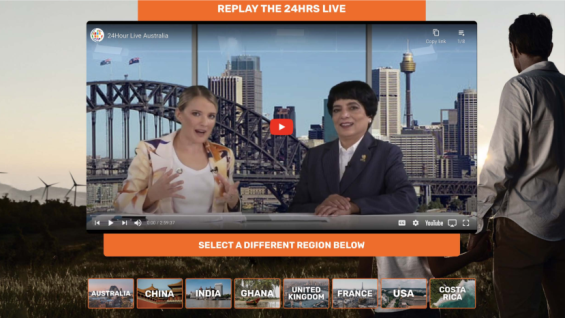 REPLAY THE 24HRS LIVE
24Hour Live Australia
Copy link
SELECT A DIFFERENT REGION BELOW
YouTube
AUSTRALIA
CHINA
INDIA
GHANA
UNITED
KINGDOM
FRANCE
USA
COSTA
RICA